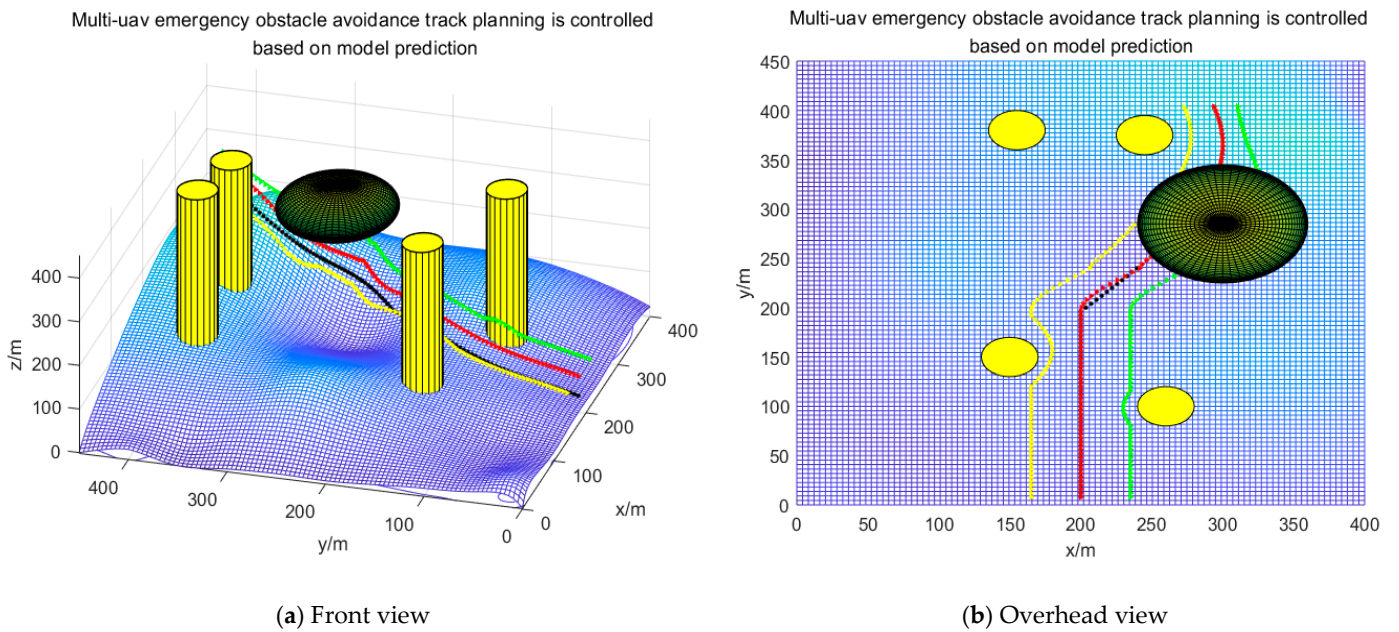 Multi-uav emergency obstacle avoidance track planning is controlled
based on model prediction
400
300
200
100
0
z/m
400
300
200
100
0
y/m
0
100
200
300
400
x/m
(a) Front view
Multi-uav emergency obstacle avoidance track planning is controlled
based on model prediction
450
400
350
300
250
200
150
100
50
0
y/m
0 50 100 150 200 250 300 350 400
x/m
(b) Overhead view